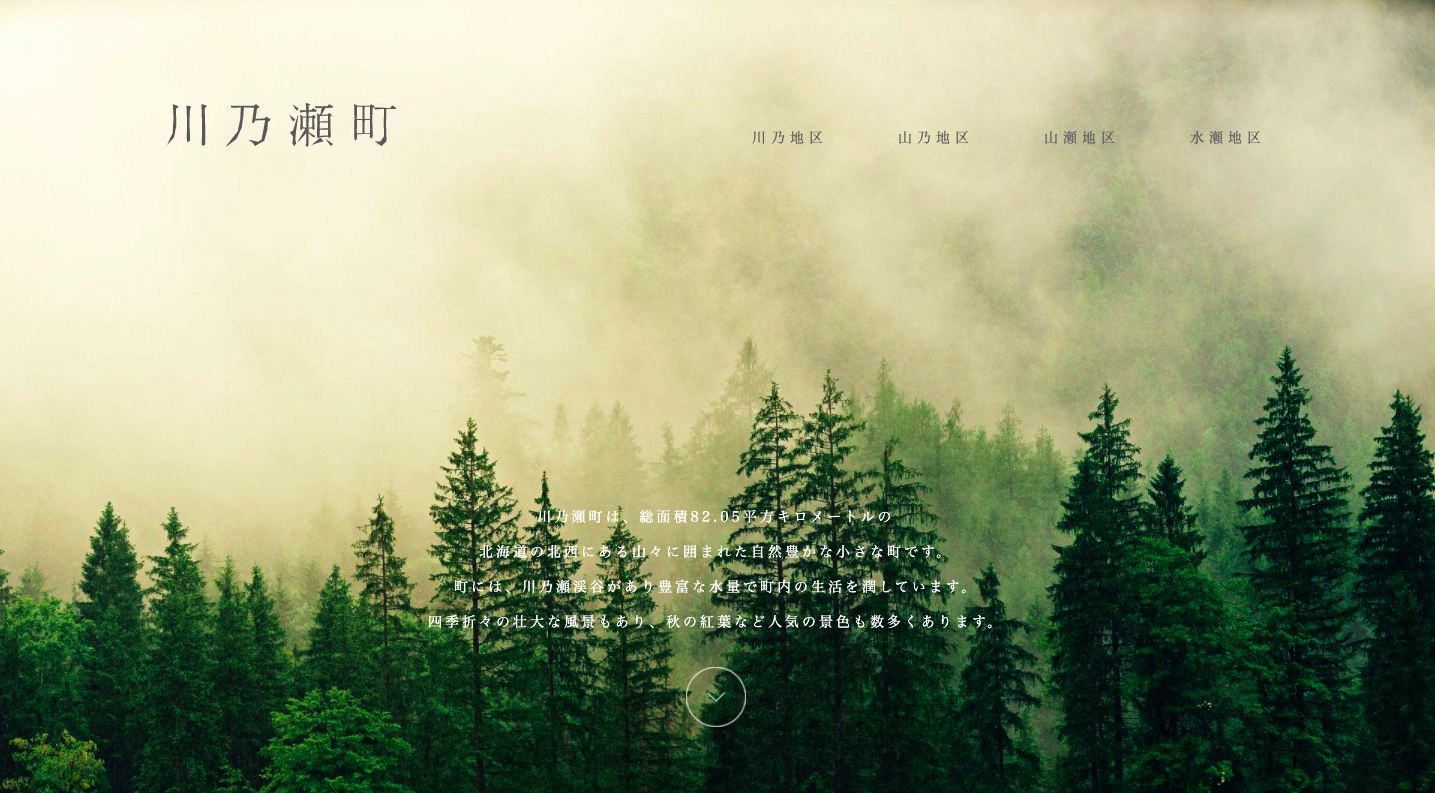 川乃瀬町
川乃地区 山乃地区 山瀬地区 水瀬地区
川乃瀬町は、総面積82.05平方キロメートルの
北海道の北西にある山々に囲まれた自然豊かな小さな町です。
町には、川乃瀬渓谷があり豊富な水量で町内の生活を潤しています。
四季折々の壮大な風景もあり、秋の紅葉など人気の景色も数多くあります。